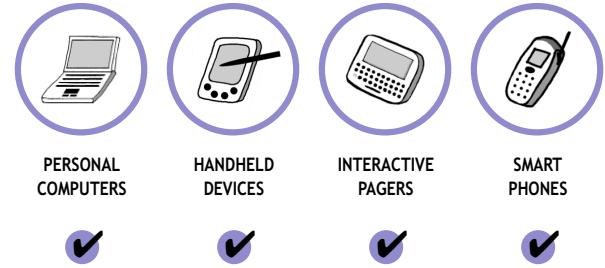 PERSONAL
COMPUTERS
HANDHELD
DEVICES
INTERACTIVE
PAGERS
SMART
PHONES